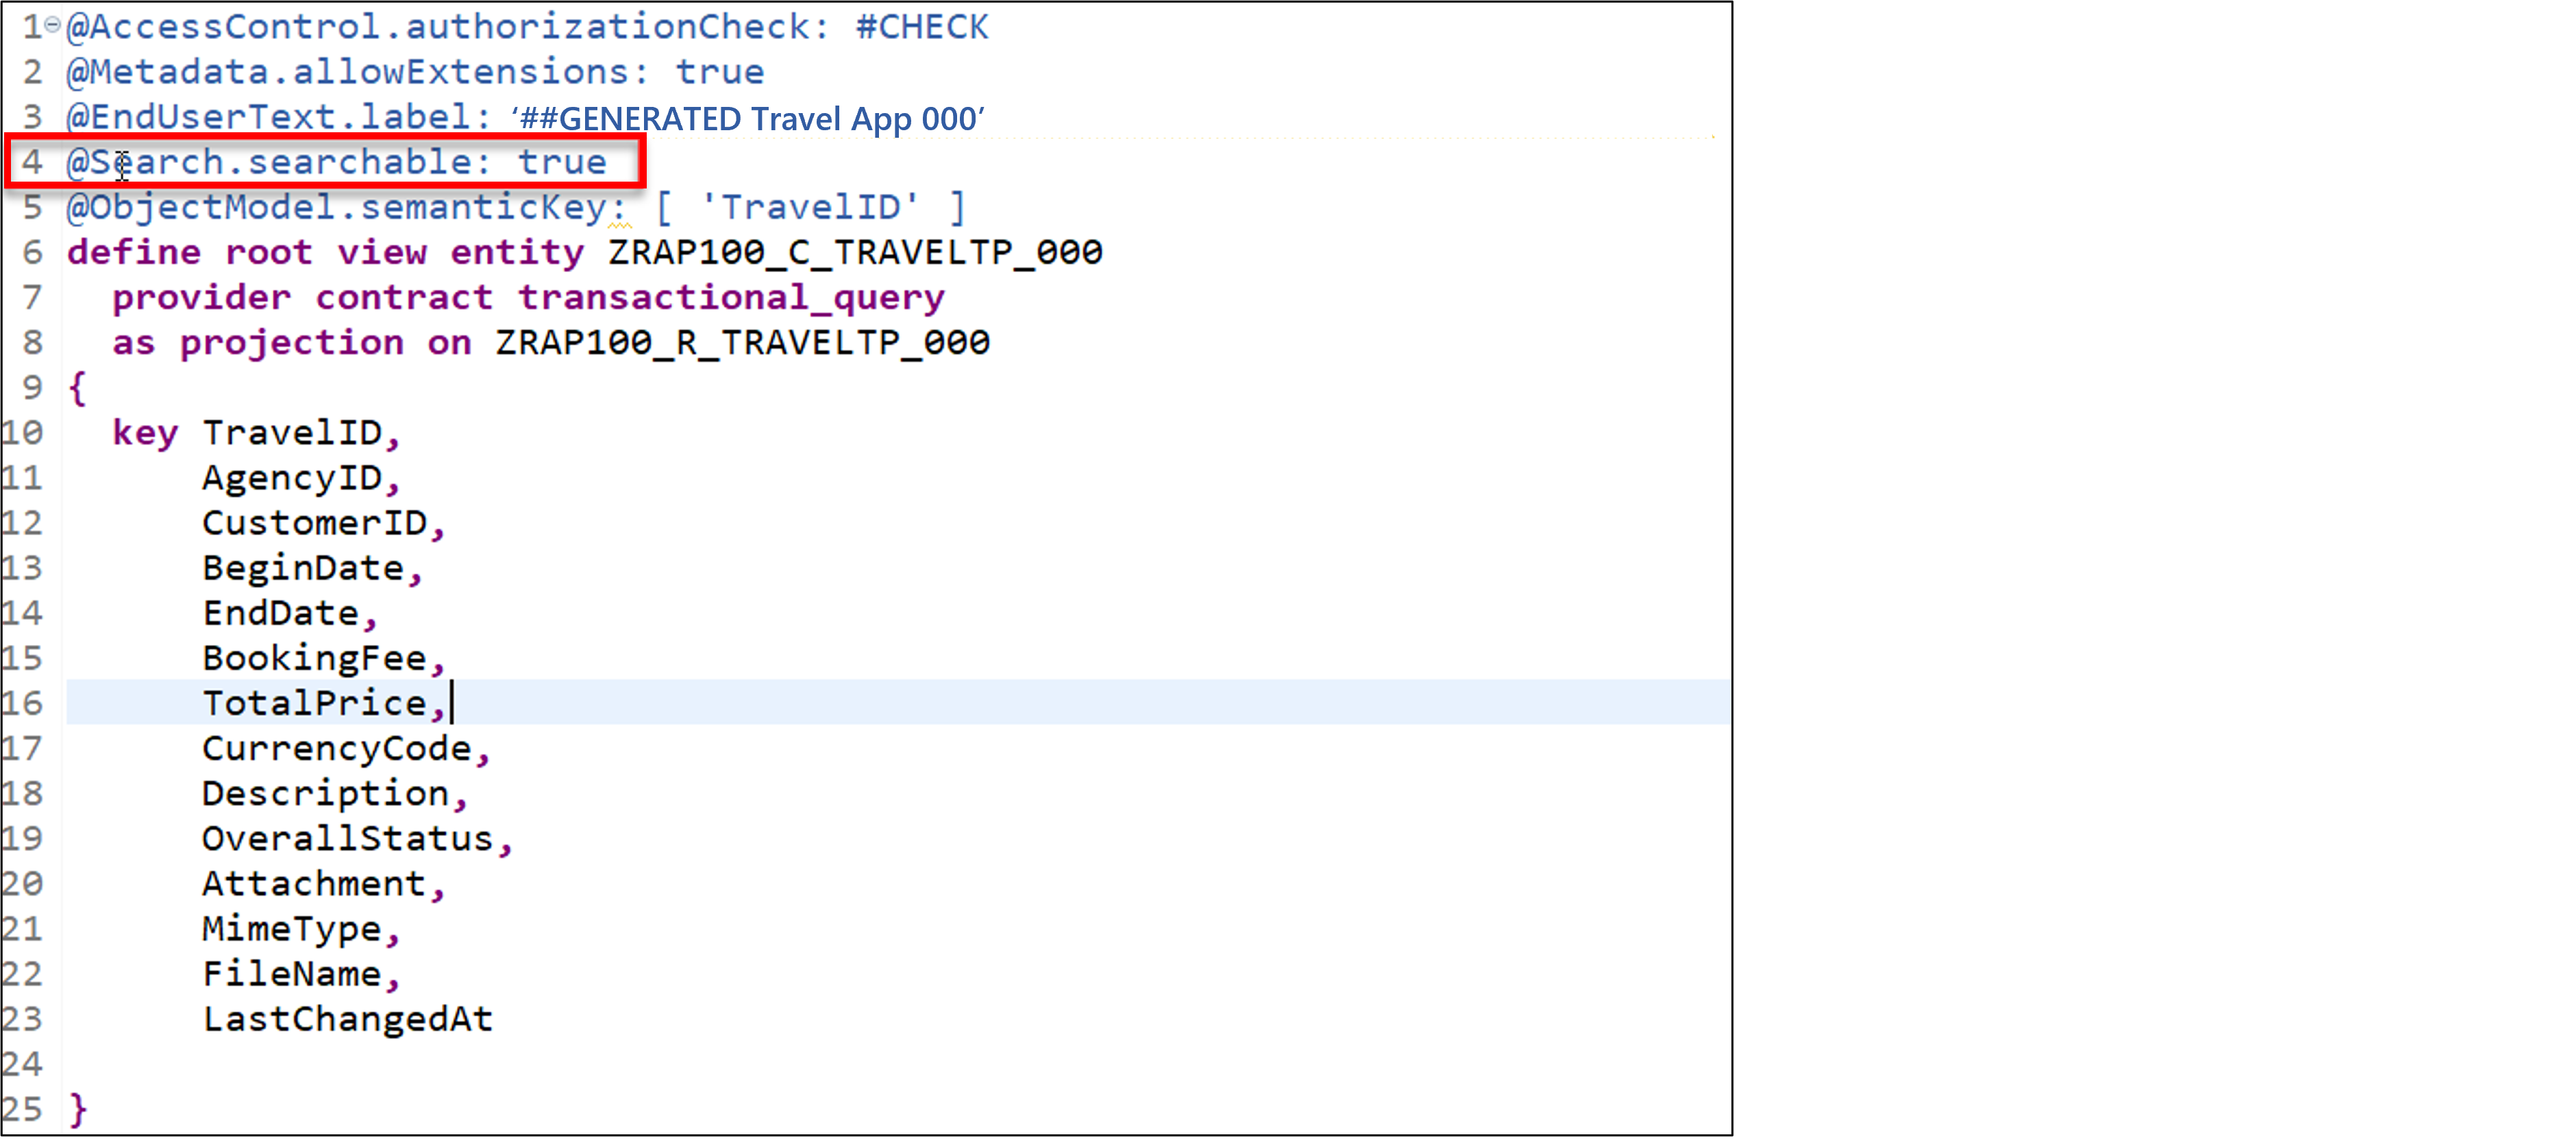 1 @AccessControl.authorizationCheck: #CHECK
2 @Metadata.allowExtensions: true
3 @EndUserText.label: ‘##GENERATED Travel App 000’
4 @Search.searchable: true
5 @ObjectModel.semanticKey: [ 'TravelID' ]
6 define root view entity ZRAP100_C_TRAVELTP_000
7   provider contract transactional_query
8   as projection on ZRAP100_R_TRAVELTP_000
9 {
10   key TravelID,
11       AgencyID,
12       CustomerID,
13       BeginDate,
14       EndDate,
15       BookingFee,
16       TotalPrice,
17       CurrencyCode,
18       Description,
19       OverallStatus,
20       Attachment,
21       MimeType,
22       FileName,
23       LastChangedAt
24
25 }